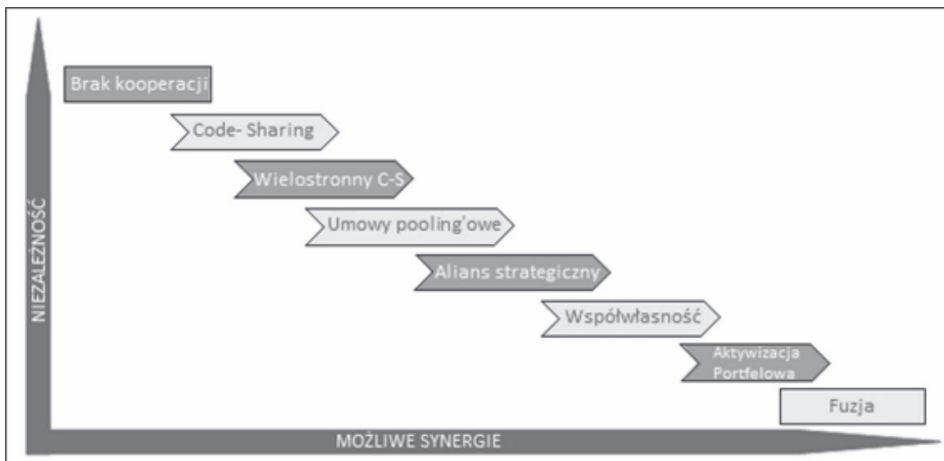 Brak kooperacji
Code- Sharing
Wielostronny C-S
Umowy pooling'owe
Alians strategiczny
Współwłasność
Aktywizacja
Portfelowa
Fuzja
NIEZALEŻNOŚĆ
MOŻLIWE SYNERGIE